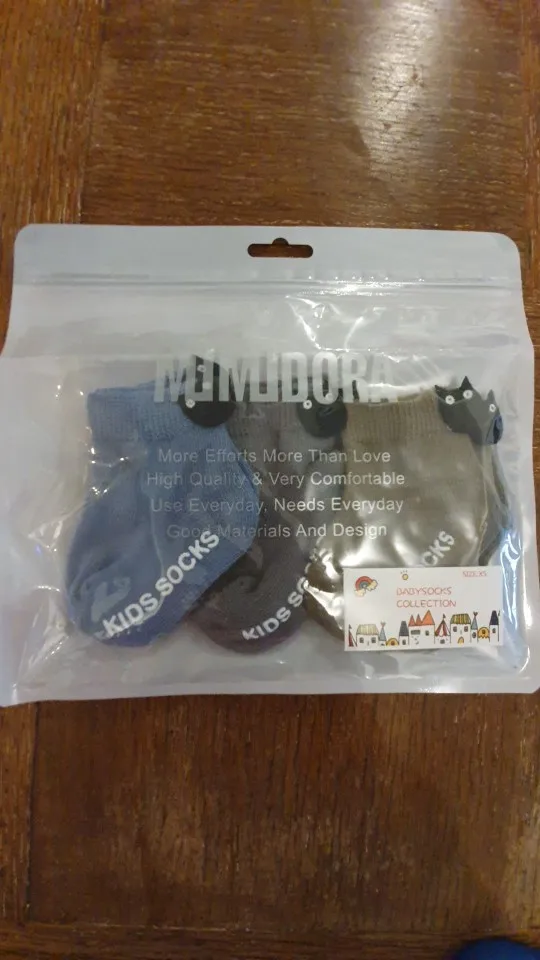 MUMUDORA
More Efforts More Than Love
High Quality & Very Comfortable
Use Everyday, Needs Everyday
Good Materials And Design
KIDS SOCKS
KIDS SO
SOCKS
SIZE:XS
BABYSOCKS
COLLECTION